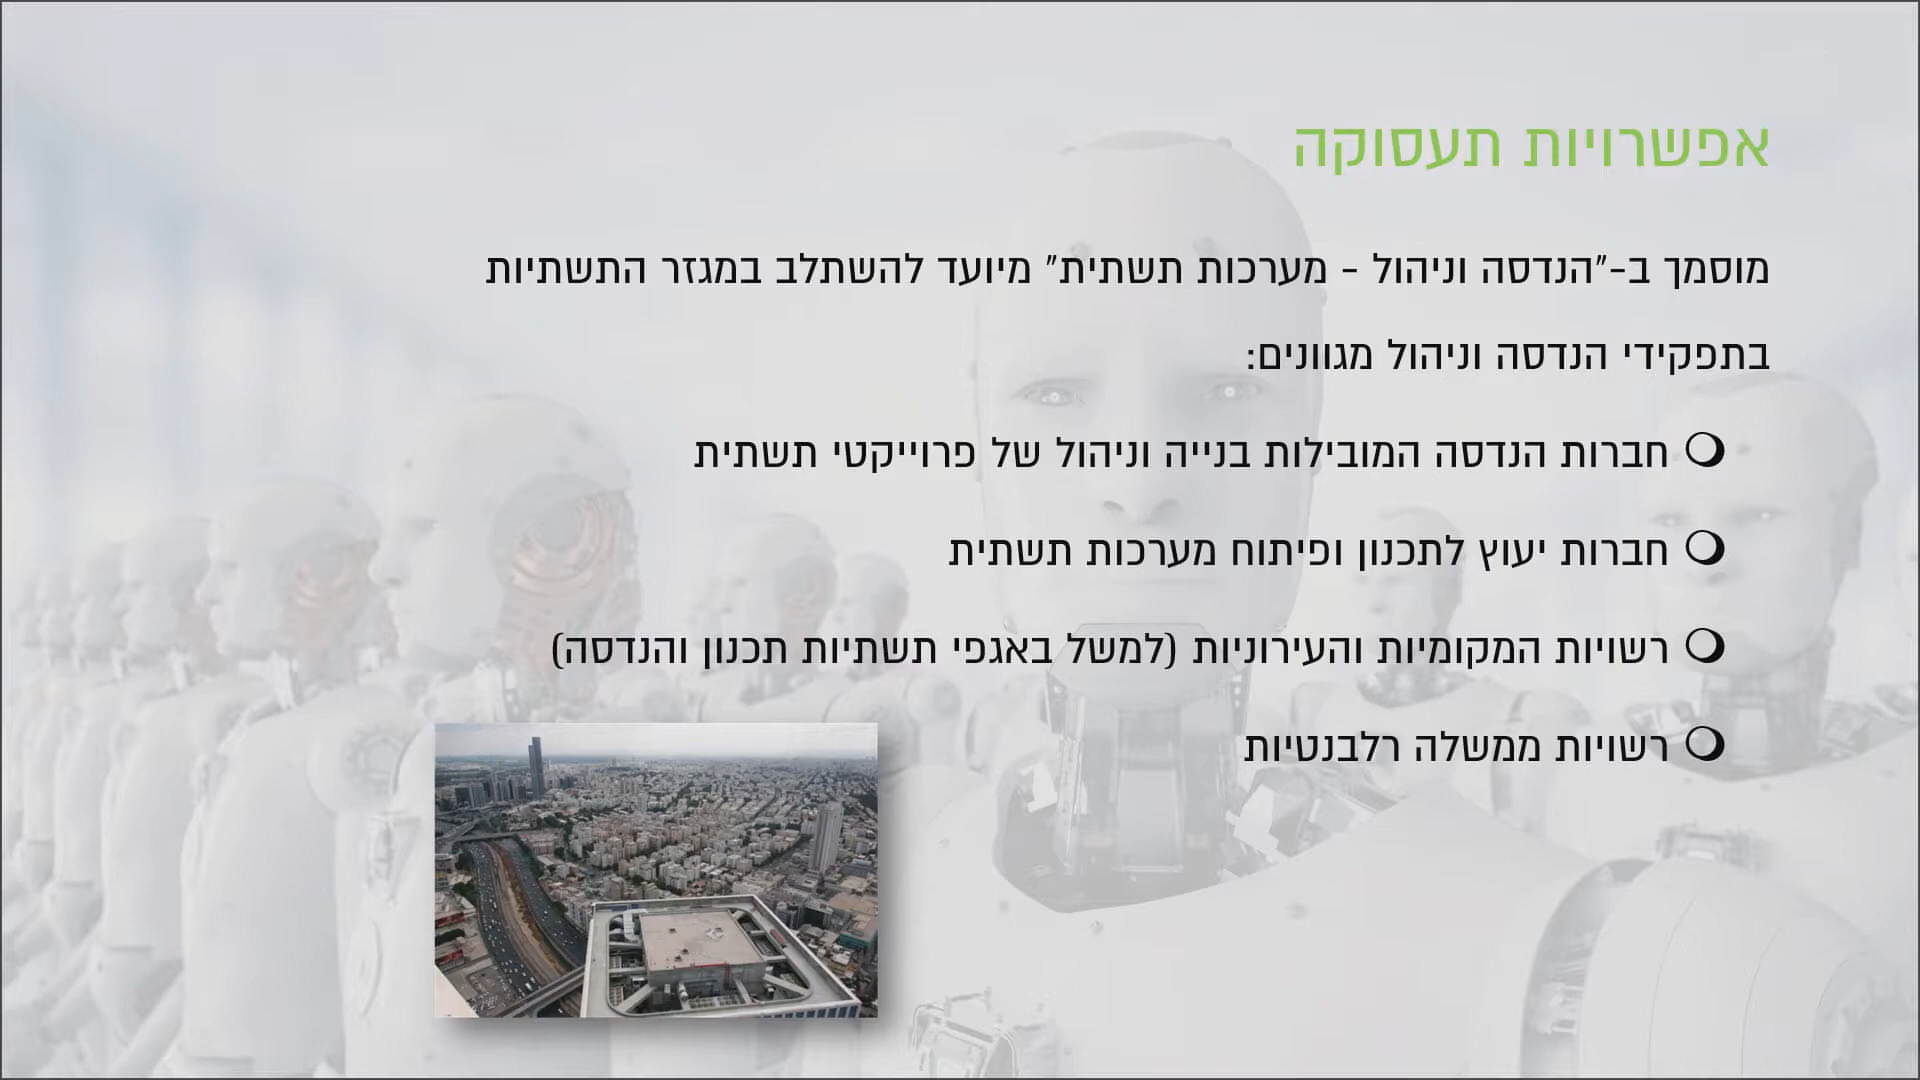 אפשרויות תעסוקה
מוסמך ב-"הנדסה וניהול - מערכות תשתית" מיועד להשתלב במגזר התשתיות
בתפקידי הנדסה וניהול מגוונים:
❍ חברות הנדסה המובילות בנייה וניהול של פרוייקטי תשתית
❍ חברות יעוץ לתכנון ופיתוח מערכות תשתית
❍ רשויות המקומיות והעירוניות (למשל באגפי תשתיות תכנון והנדסה)
❍ רשויות ממשלה רלבנטיות